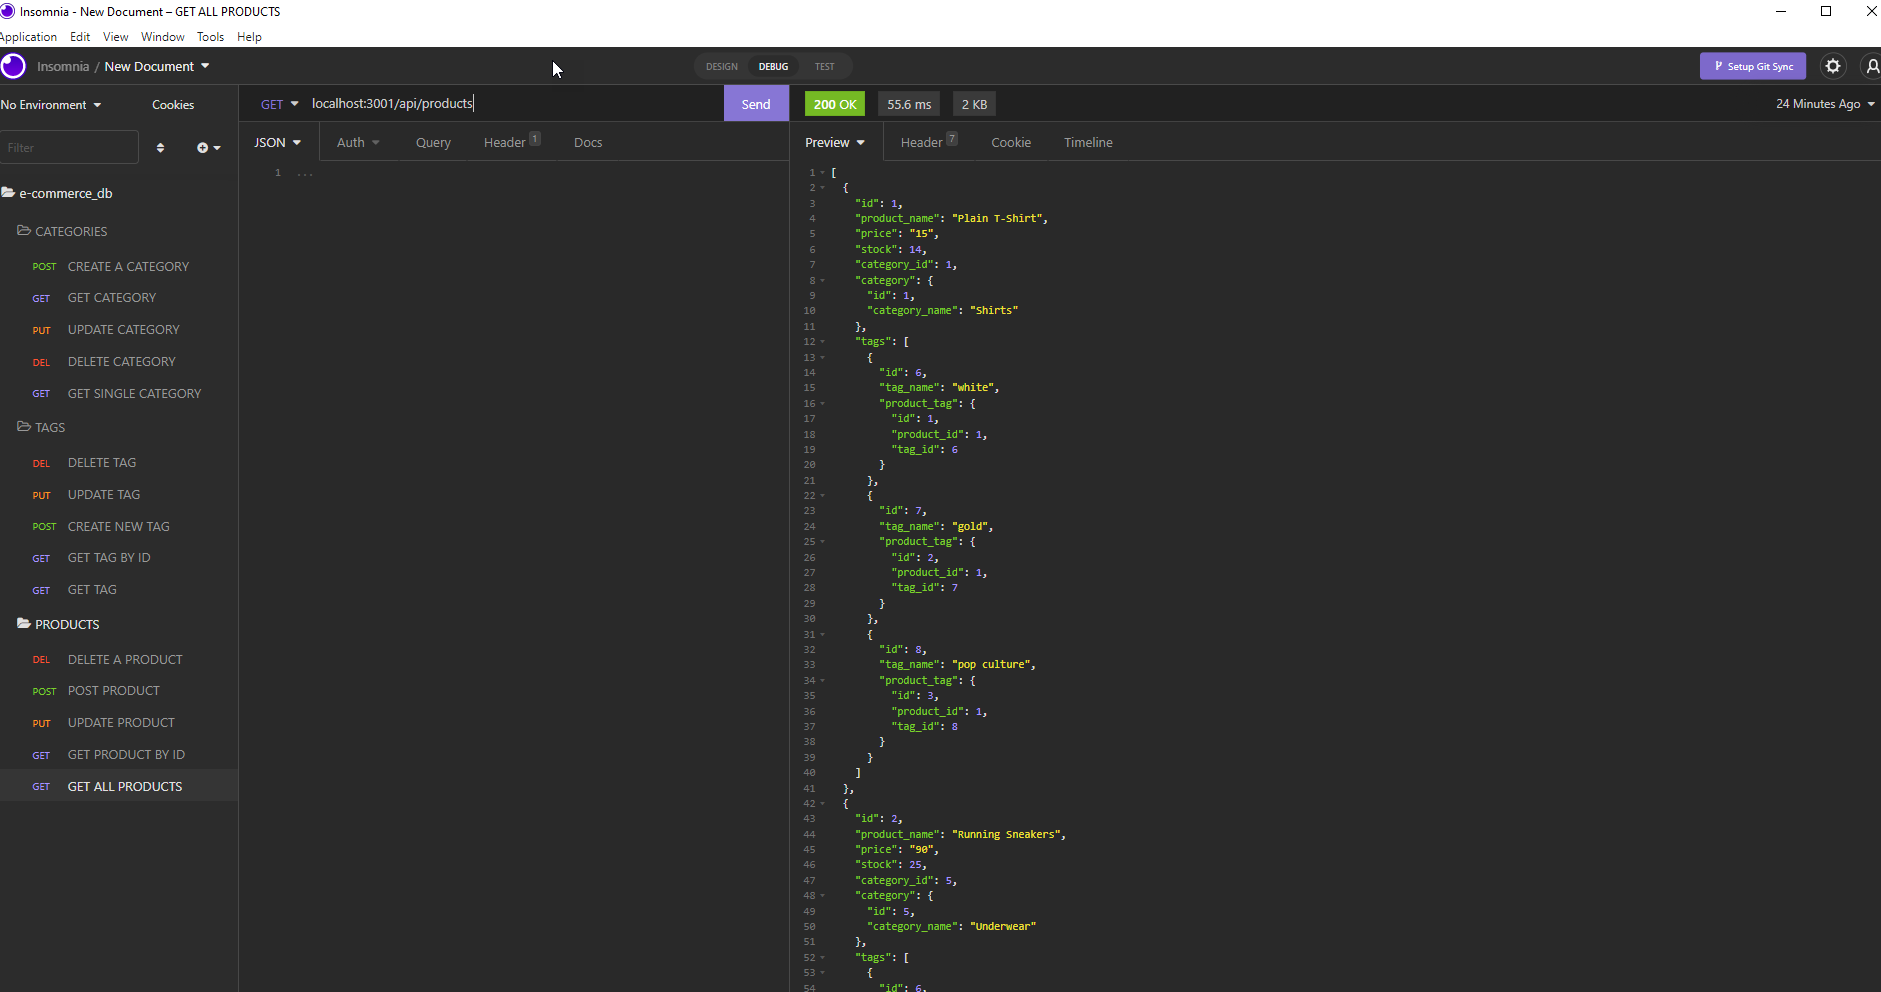 Insomnia - New Document – GET ALL PRODUCTS
Application Edit View Window Tools Help
Insomnia / New Document
DESIGN DEBUG TEST
Setup Git Sync
No Environment Cookies
GET localhost:3001/api/products Send
200 OK 55.6 ms 2 KB 24 Minutes Ago
Filter
JSON Auth Query Header 1 Docs
Preview Header 7 Cookie Timeline
e-commerce_db
CATEGORIES
POST CREATE A CATEGORY
GET GET CATEGORY
PUT UPDATE CATEGORY
DEL DELETE CATEGORY
GET GET SINGLE CATEGORY
TAGS
DEL DELETE TAG
PUT UPDATE TAG
POST CREATE NEW TAG
GET GET TAG BY ID
GET GET TAG
PRODUCTS
DEL DELETE A PRODUCT
POST POST PRODUCT
PUT UPDATE PRODUCT
GET GET PRODUCT BY ID
GET GET ALL PRODUCTS
1 ...
1 [
2 {
3 "id": 1,
4 "product_name": "Plain T-Shirt",
5 "price": "15",
6 "stock": 14,
7 "category_id": 1,
8 "category": {
9 "id": 1,
10 "category_name": "Shirts"
11 },
12 "tags": [
13 {
14 "id": 6,
15 "tag_name": "white",
16 "product_tag": {
17 "id": 1,
18 "product_id": 1,
19 "tag_id": 6
20 }
21 },
22 {
23 "id": 7,
24 "tag_name": "gold",
25 "product_tag": {
26 "id": 2,
27 "product_id": 1,
28 "tag_id": 7
29 }
30 },
31 {
32 "id": 8,
33 "tag_name": "pop culture",
34 "product_tag": {
35 "id": 3,
36 "product_id": 1,
37 "tag_id": 8
38 }
39 }
40 ]
41 },
42 {
43 "id": 2,
44 "product_name": "Running Sneakers",
45 "price": "90",
46 "stock": 25,
47 "category_id": 5,
48 "category": {
49 "id": 5,
50 "category_name": "Underwear"
51 },
52 "tags": [
53 {
54 "id": 6,